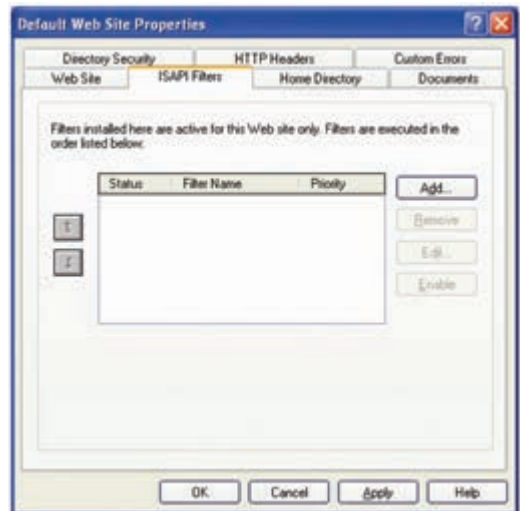 Default Web Site Properties
Directory Security HTTP Headers Custom Errors
Web Site ISAPI Filters Home Directory Documents
Filters installed here are active for this Web site only. Filters are executed in the
order listed below:
Status Filter Name Priority
Add...
Remove
Edit...
Enable
OK Cancel Apply Help